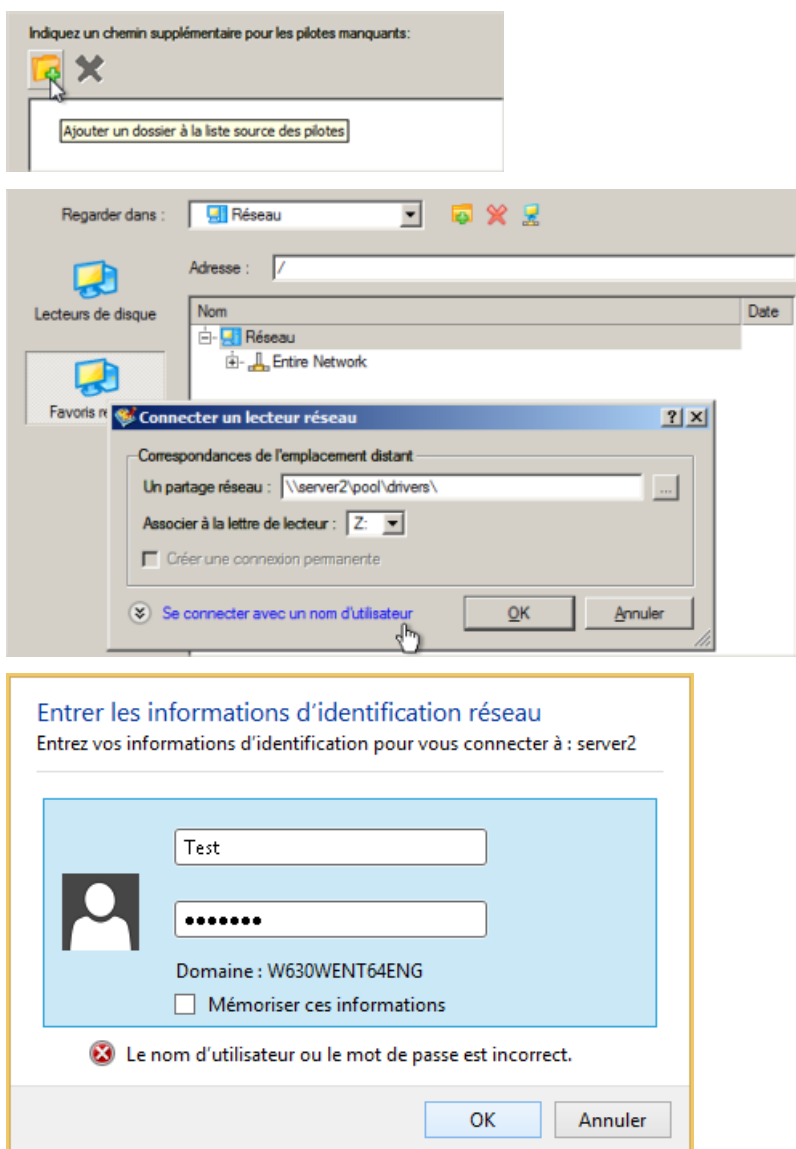 Indiquez un chemin supplémentaire pour les pilotes manquants:
Ajouter un dossier à la liste source des pilotes
Regarder dans : Réseau
Adresse : /
Lecteurs de disque
Nom Date
Réseau
Entire Network
Favoris
Connecter un lecteur réseau
Correspondances de l'emplacement distant
Un partage réseau : \\server2\pool\drivers\ ...
Associer à la lettre de lecteur : Z:
Créer une connexion permanente
Se connecter avec un nom d'utilisateur OK Annuler
Entrer les informations d'identification réseau
Entrez vos informations d'identification pour vous connecter à : server2
Test
•••••••
Domaine : W630WENT64ENG
Mémoriser ces informations
Le nom d'utilisateur ou le mot de passe est incorrect.
OK Annuler